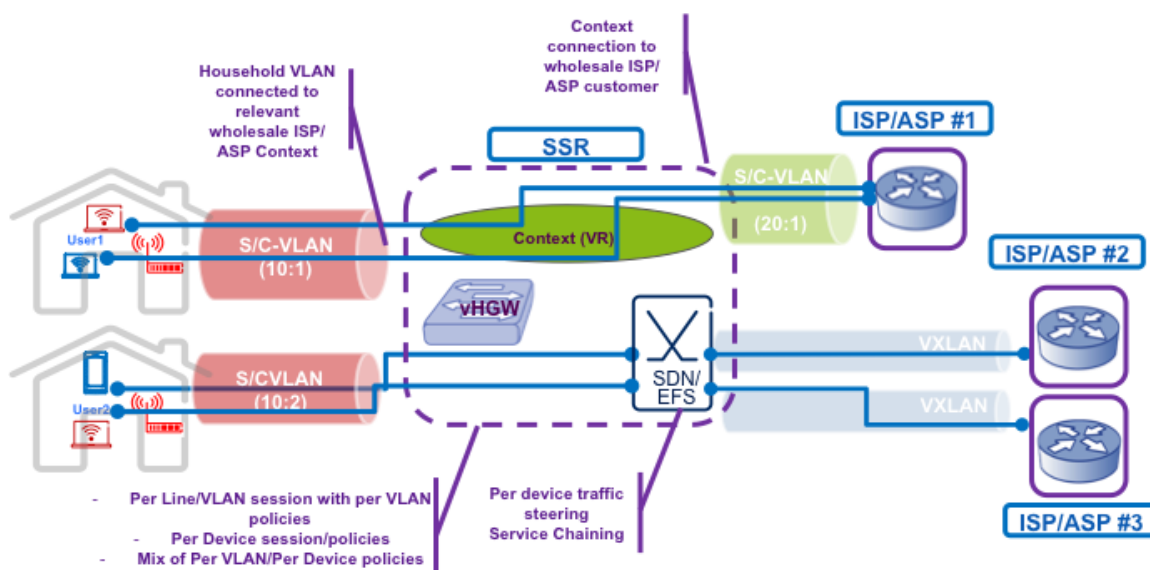 Context
connection to
wholesale ISP/
ASP customer
Household VLAN
connected to
relevant
wholesale ISP/
ASP Context
SSR
ISP/ASP #1
S/C-VLAN
(20:1)
User1
S/C-VLAN
(10:1)
Context (VR)
ISP/ASP #2
vHGW
VXLAN
S/CVLAN
(10:2)
SDN/
EFS
User2
VXLAN
- Per Line/VLAN session with per VLAN
policies
- Per Device session/policies
- Mix of Per VLAN/Per Device policies
Per device traffic
steering
Service Chaining
ISP/ASP #3